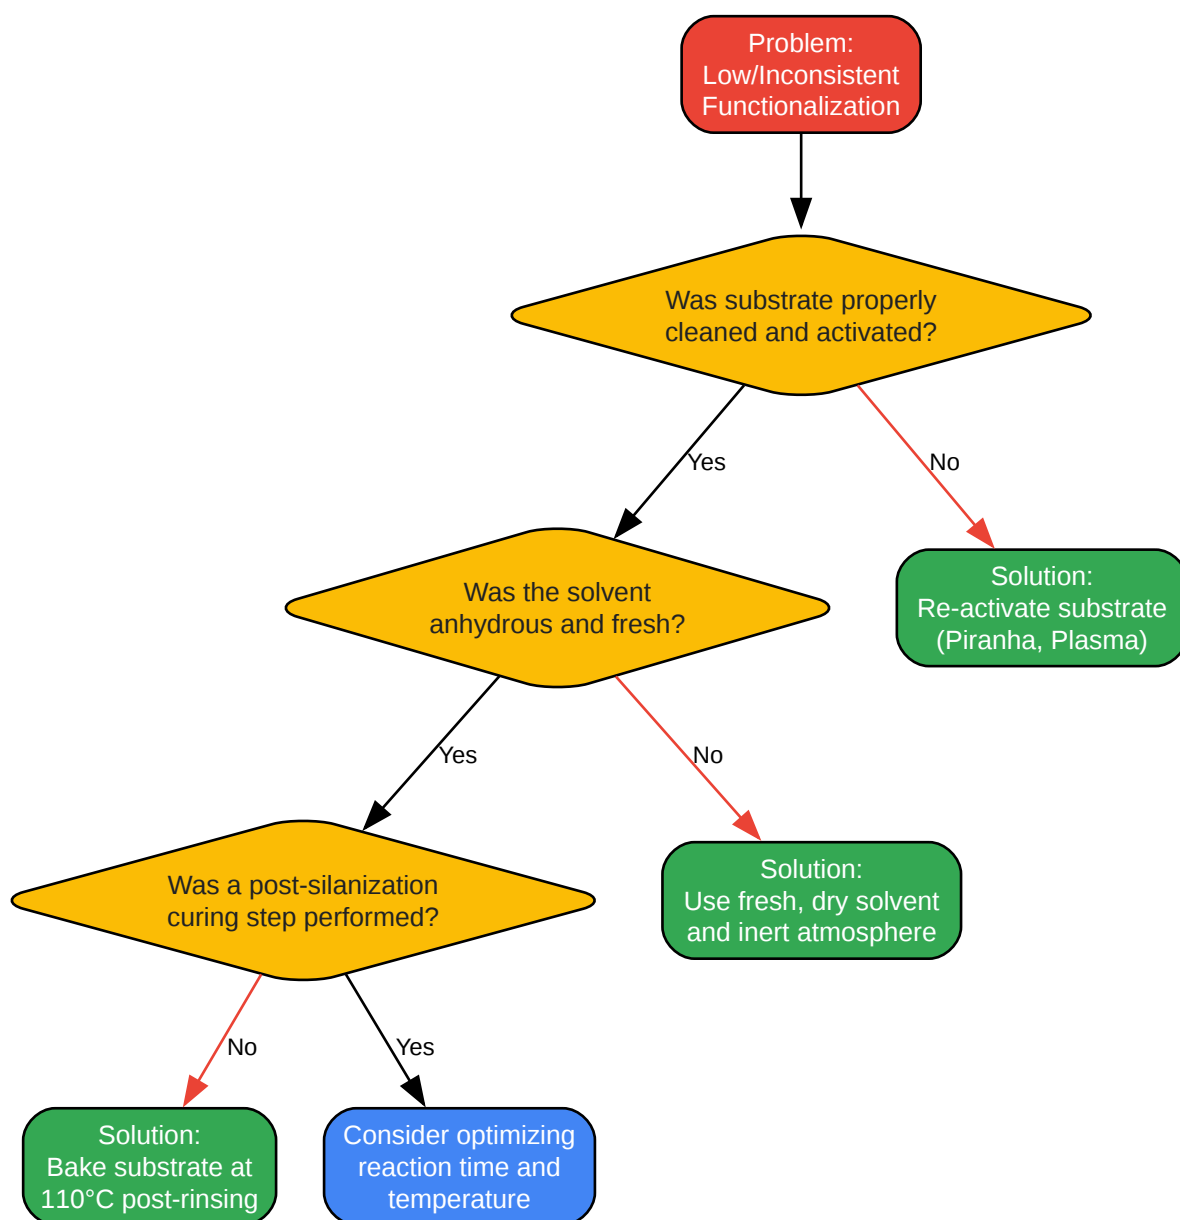 Problem:
Low/Inconsistent
Functionalization
Was substrate properly
cleaned and activated?
Yes
No
Was the solvent
anhydrous and fresh?
Solution:
Re-activate substrate
(Piranha, Plasma)
Yes
No
Was a post-silanization
curing step performed?
Solution:
Use fresh, dry solvent
and inert atmosphere
No
Yes
Solution:
Bake substrate at
110°C post-rinsing
Consider optimizing
reaction time and
temperature